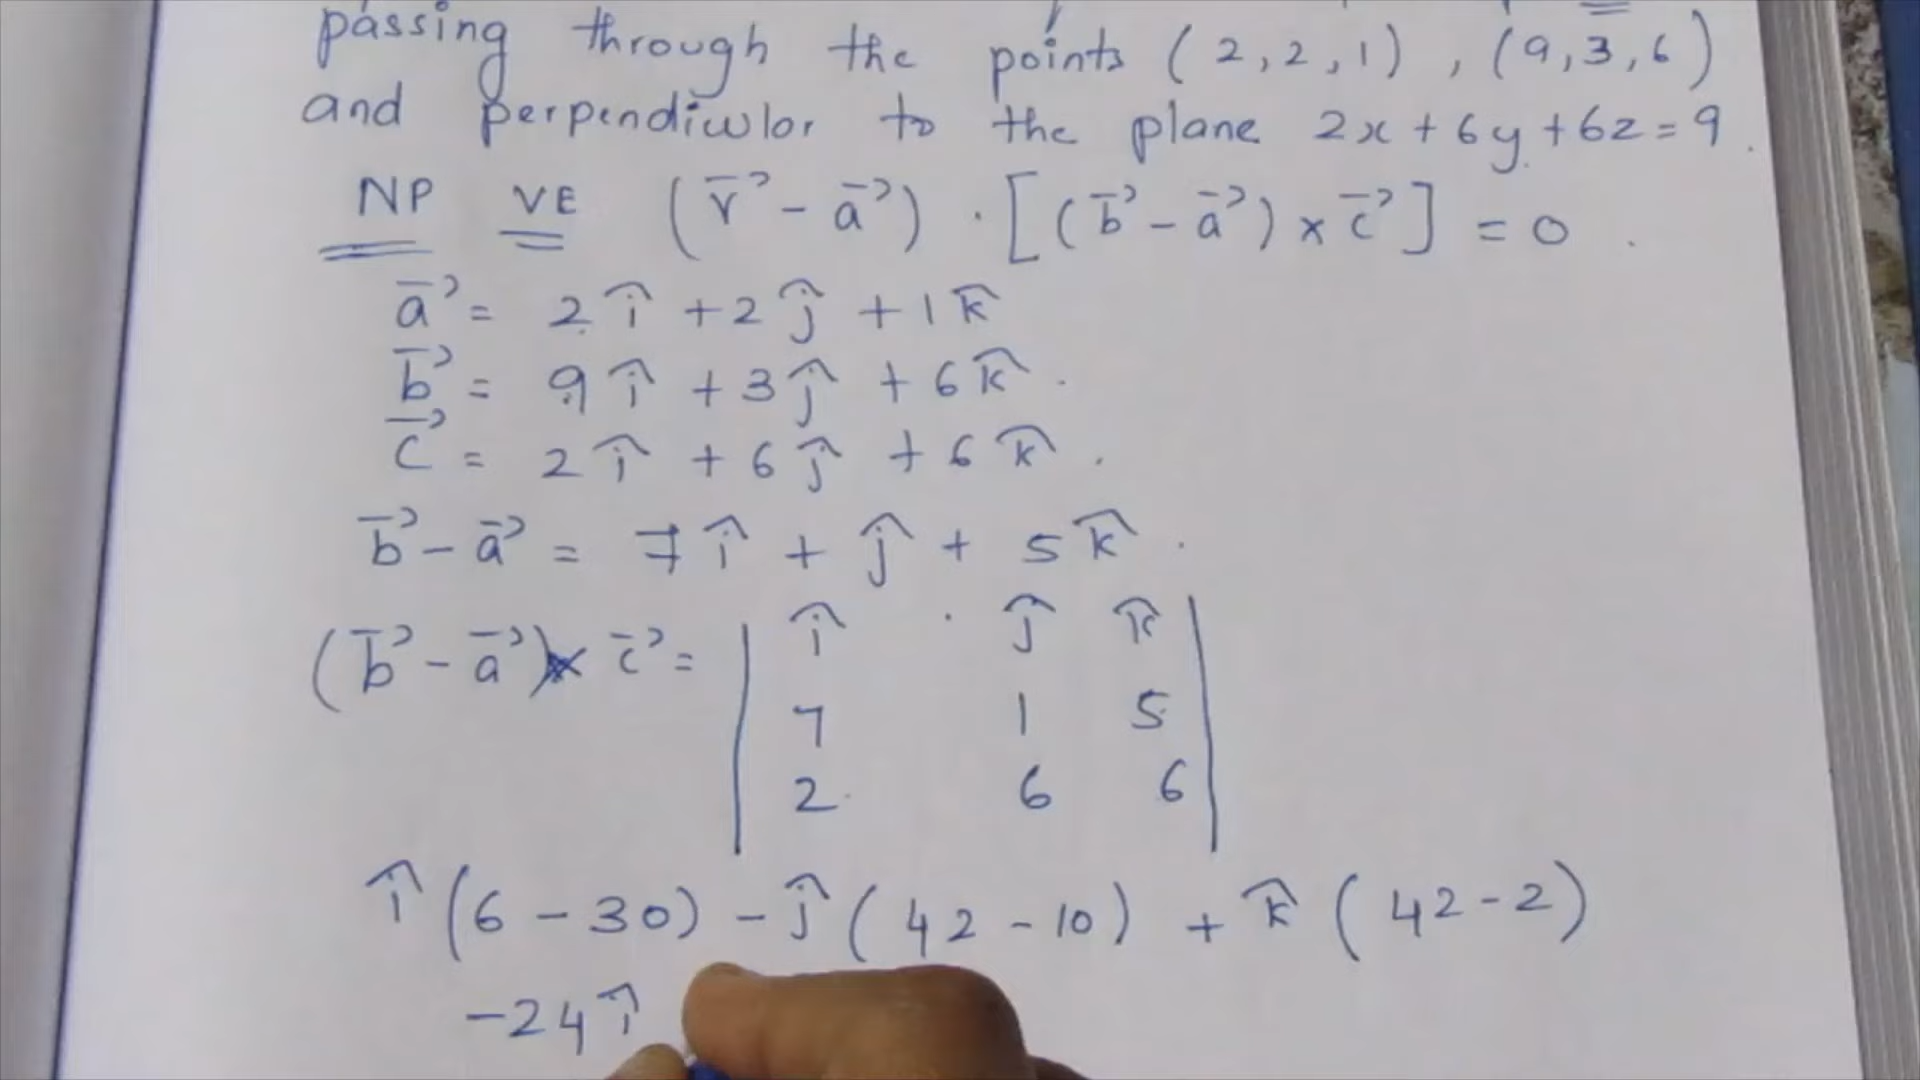 passing through the points (2,2,1), (9,3,6)
and perpendiculor to the plane 2x+6y+6z=9.
NP VE (r⃗ - a⃗) · [(b⃗ - a⃗) × c⃗] = 0.
a⃗ = 2î + 2ĵ + 1k̂
b⃗ = 9î + 3ĵ + 6k̂.
c⃗ = 2î + 6ĵ + 6k̂.
b⃗ - a⃗ = 7î + ĵ + 5k̂.
(b⃗ - a⃗) × c⃗ = | î ĵ k̂ |
7 1 5
2 6 6
î(6 - 30) - ĵ(42 - 10) + k̂(42 - 2)
-24î